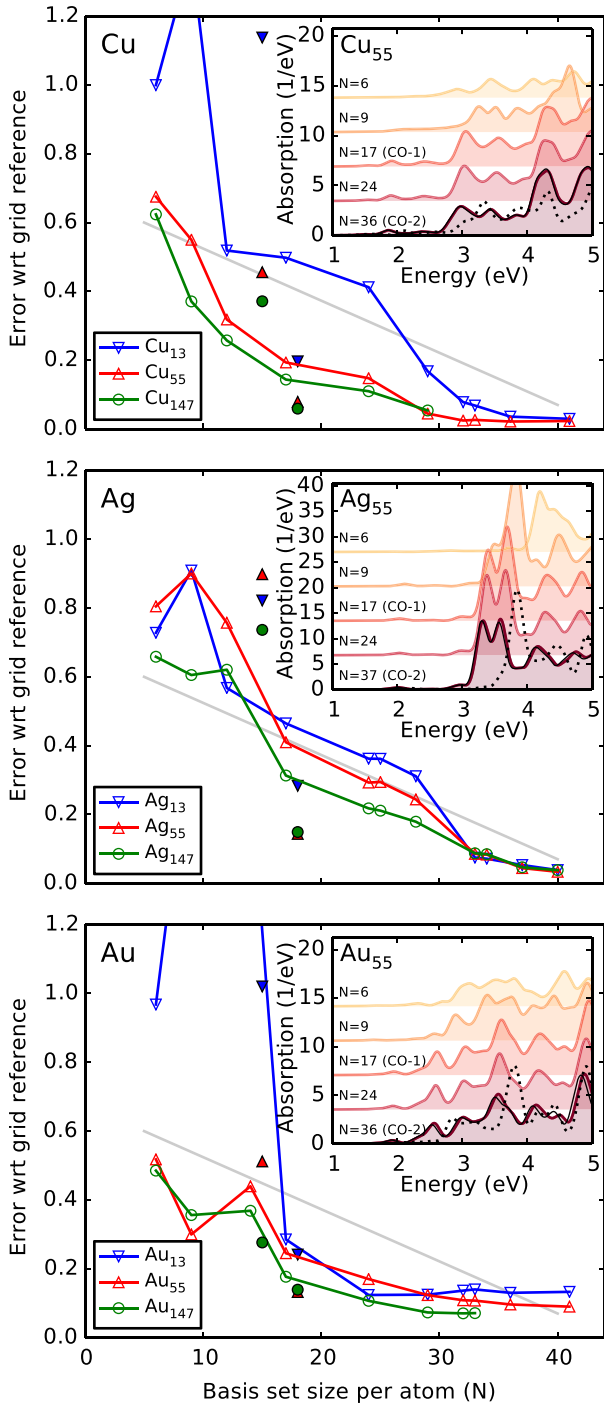 Cu
Error wrt grid reference
1.2
1.0
0.8
0.6
0.4
0.2
0.0
Cu13
Cu55
Cu147
Cu55
Absorption (1/eV)
20
15
10
5
0
N=6
N=9
N=17 (CO-1)
N=24
N=36 (CO-2)
1 2 3 4 5
Energy (eV)
Ag
Error wrt grid reference
1.2
1.0
0.8
0.6
0.4
0.2
0.0
Ag13
Ag55
Ag147
Ag55
Absorption (1/eV)
40
35
30
25
20
15
10
5
0
N=6
N=9
N=17 (CO-1)
N=24
N=37 (CO-2)
1 2 3 4 5
Energy (eV)
Au
Error wrt grid reference
1.2
1.0
0.8
0.6
0.4
0.2
0.0
Au13
Au55
Au147
Au55
Absorption (1/eV)
20
15
10
5
0
N=6
N=9
N=17 (CO-1)
N=24
N=36 (CO-2)
1 2 3 4 5
Energy (eV)
0 10 20 30 40
Basis set size per atom (N)